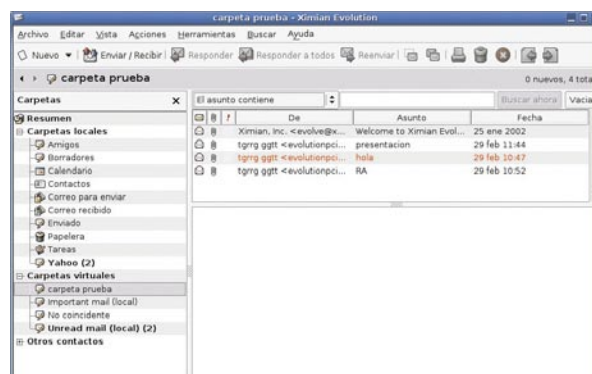 carpeta prueba - Ximian Evolution
Archivo Editar Vista Acciones Herramientas Buscar Ayuda
Nuevo Enviar / Recibir Responder Responder a todos Reenviar
carpeta prueba 0 nuevos, 4 tota
Carpetas x El asunto contiene Buscar ahora Vacia
Resumen ! De Asunto Fecha
Carpetas locales Ximian, Inc. <evolve@x... Welcome to Ximian Evol... 25 ene 2002
Amigos tgrrg ggtt <evolutionpci... presentacion 29 feb 11:44
Borradores tgrrg ggtt <evolutionpci... hola 29 feb 10:47
Calendario tgrrg ggtt <evolutionpci... RA 29 feb 10:52
Contactos
Correo para enviar
Correo recibido
Enviado
Papelera
Tareas
Yahoo (2)
Carpetas virtuales
carpeta prueba
Important mail (local)
No coincidente
Unread mail (local) (2)
Otros contactos